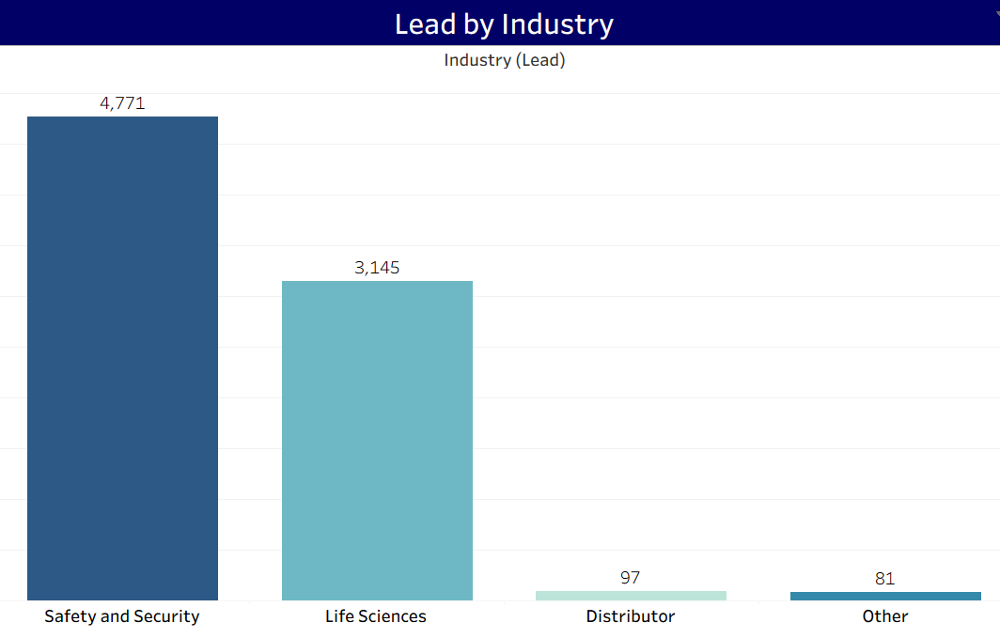 Lead by Industry
Industry (Lead)
4,771
3,145
97
81
Safety and Security
Life Sciences
Distributor
Other